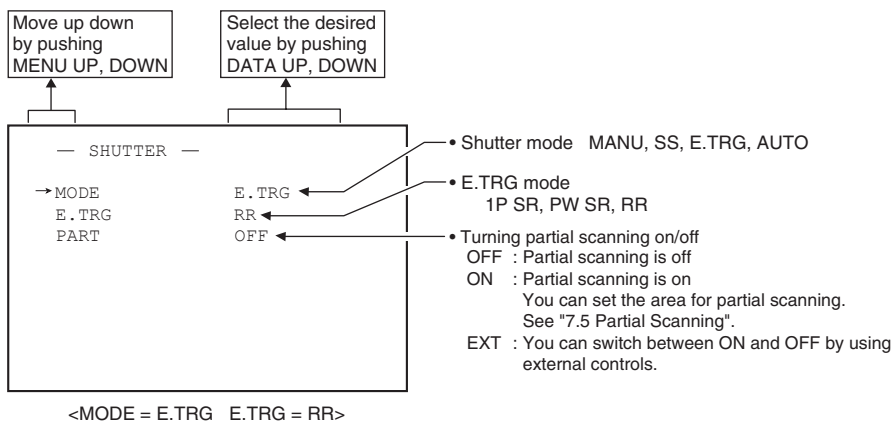 Move up down
by pushing
MENU UP, DOWN
Select the desired
value by pushing
DATA UP, DOWN
— SHUTTER —
→MODE E.TRG
E.TRG RR
PART OFF
• Shutter mode MANU, SS, E.TRG, AUTO
• E.TRG mode
1P SR, PW SR, RR
• Turning partial scanning on/off
OFF : Partial scanning is off
ON : Partial scanning is on
You can set the area for partial scanning.
See "7.5 Partial Scanning".
EXT : You can switch between ON and OFF by using
external controls.
<MODE = E.TRG E.TRG = RR>